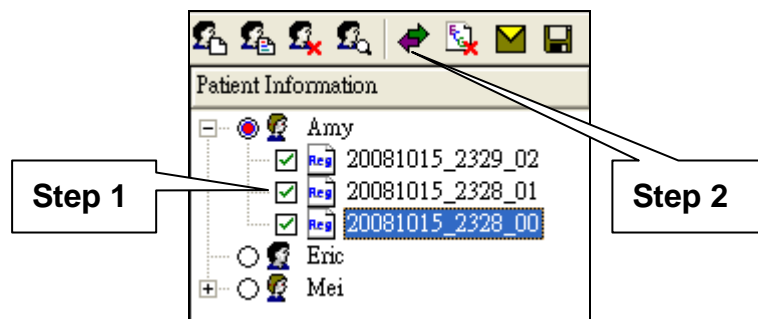 Patient Information
Amy
Reg 20081015_2329_02
Step 1
Reg 20081015_2328_01
Step 2
Reg 20081015_2328_00
Eric
Mei